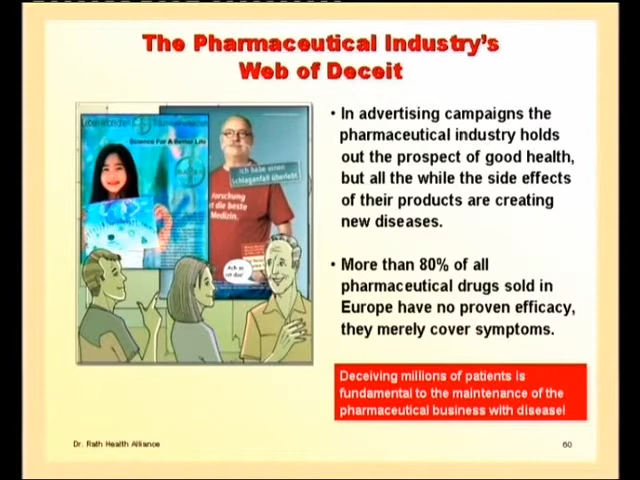 The Pharmaceutical Industry's
Web of Deceit
• In advertising campaigns the
pharmaceutical industry holds
out the prospect of good health,
but all the while the side effects
of their products are creating
new diseases.
• More than 80% of all
pharmaceutical drugs sold in
Europe have no proven efficacy,
they merely cover symptoms.
Deceiving millions of patients is
fundamental to the maintenance of the
pharmaceutical business with disease!
Science For A Better Life
Ich habe einen
Schlaganfall überlebt
Forschung
ist die beste
Medizin.
Dr. Rath Health Alliance
60